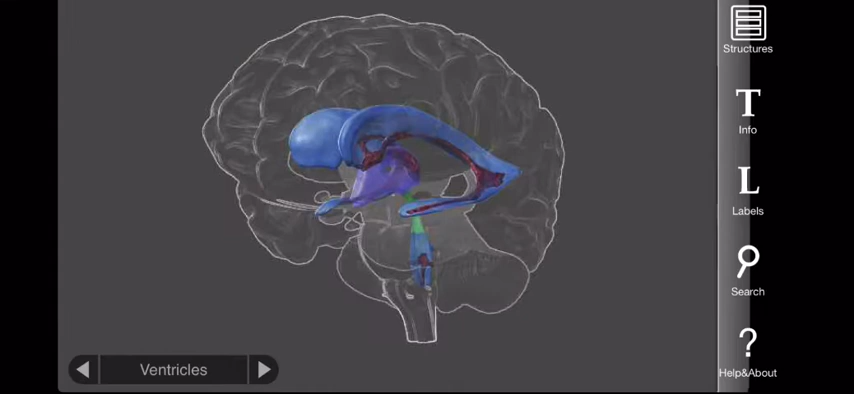 Structures
T
Info
L
Labels
Search
?
Help&About
Ventricles